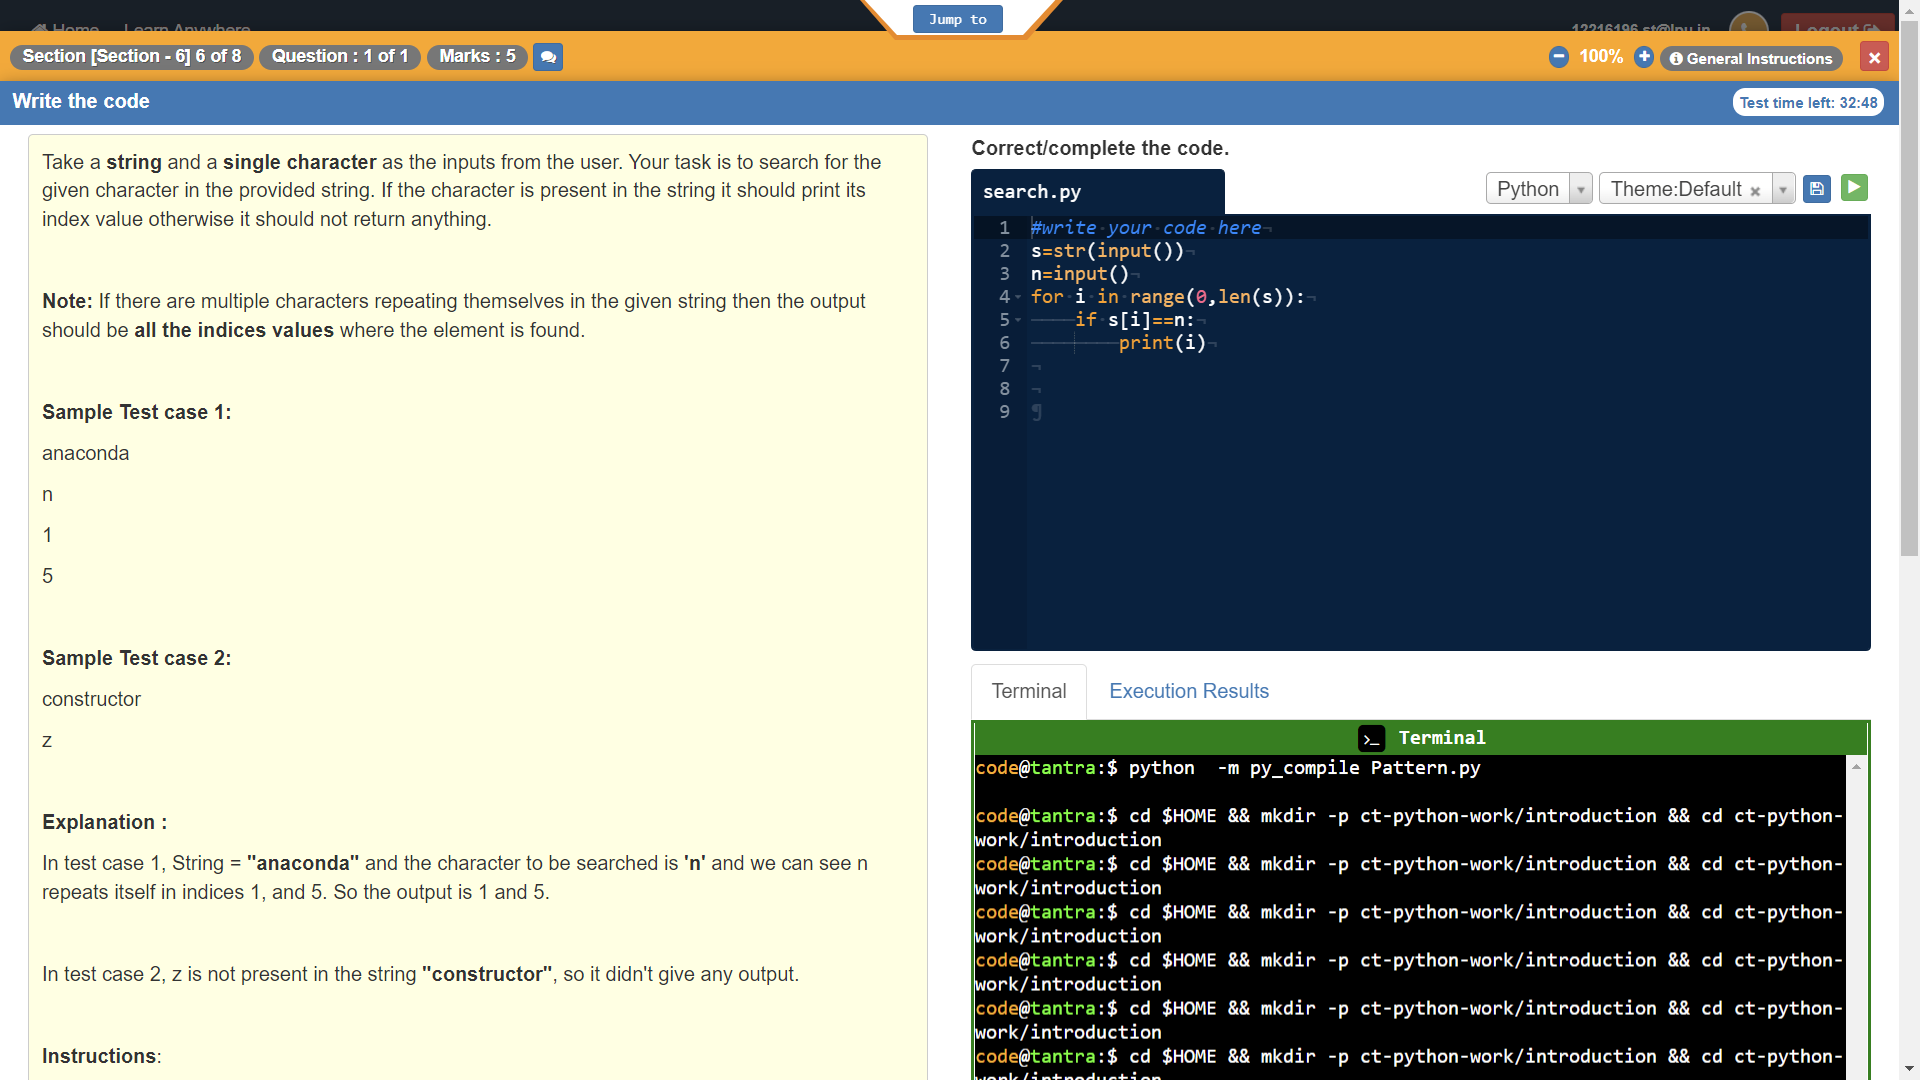 Jump to
Home Learn Anywhere
12216196.st@lpu.in Logout
Section [Section - 6] 6 of 8 Question : 1 of 1 Marks : 5
100% General Instructions
Write the code
Test time left: 32:48
Take a string and a single character as the inputs from the user. Your task is to search for the
given character in the provided string. If the character is present in the string it should print its
index value otherwise it should not return anything.
Note: If there are multiple characters repeating themselves in the given string then the output
should be all the indices values where the element is found.
Sample Test case 1:
anaconda
n
1
5
Sample Test case 2:
constructor
z
Explanation :
In test case 1, String = "anaconda" and the character to be searched is 'n' and we can see n
repeats itself in indices 1, and 5. So the output is 1 and 5.
In test case 2, z is not present in the string "constructor", so it didn't give any output.
Instructions:
Correct/complete the code.
search.py
Python Theme:Default ×
1 #write your code here
2 s=str(input())
3 n=input()
4 for i in range(0,len(s)):
5 if s[i]==n:
6 print(i)
7
8
9
Terminal Execution Results
>_ Terminal
code@tantra:$ python  -m py_compile Pattern.py
code@tantra:$ cd $HOME && mkdir -p ct-python-work/introduction && cd ct-python-
work/introduction
code@tantra:$ cd $HOME && mkdir -p ct-python-work/introduction && cd ct-python-
work/introduction
code@tantra:$ cd $HOME && mkdir -p ct-python-work/introduction && cd ct-python-
work/introduction
code@tantra:$ cd $HOME && mkdir -p ct-python-work/introduction && cd ct-python-
work/introduction
code@tantra:$ cd $HOME && mkdir -p ct-python-work/introduction && cd ct-python-
work/introduction
code@tantra:$ cd $HOME && mkdir -p ct-python-work/introduction && cd ct-python-
work/introduction